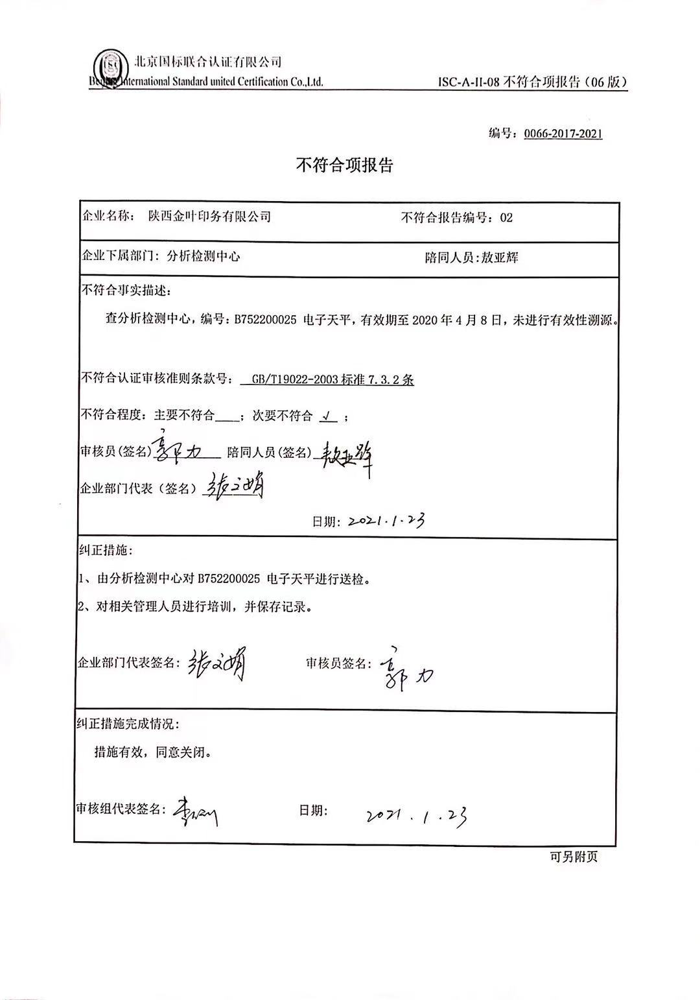 北京国标联合认证有限公司
Beijing International Standard united Certification Co.,Ltd.
ISC-A-II-08 不符合项报告（06 版）
编号：0066-2017-2021
不符合项报告
企业名称： 陕西金叶印务有限公司 不符合报告编号：02
企业下属部门：分析检测中心 陪同人员:敖亚辉
不符合事实描述：
查分析检测中心，编号：B752200025 电子天平，有效期至 2020 年 4 月 8 日，未进行有效性溯源。
不符合认证审核准则条款号： GB/T19022-2003 标准 7.3.2 条
不符合程度：主要不符合____；次要不符合 √ ；
审核员(签名) 郭力 陪同人员(签名) 敖亚辉
企业部门代表（签名） 张文娟
日期：2021.1.23
纠正措施：
1、由分析检测中心对 B752200025 电子天平进行送检。
2、对相关管理人员进行培训，并保存记录。
企业部门代表签名：张文娟 审核员签名：郭力
纠正措施完成情况：
措施有效，同意关闭。
审核组代表签名： 日期： 2021.1.23
可另附页